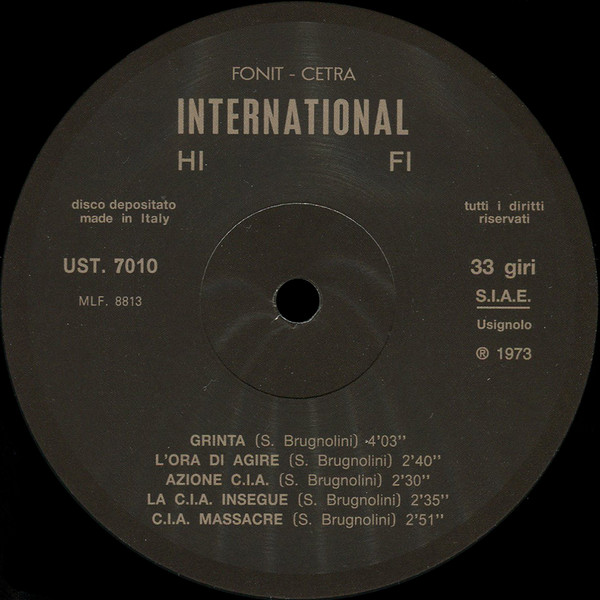 FONIT - CETRA
INTERNATIONAL
HI FI
disco depositato
made in Italy
tutti i diritti
riservati
UST. 7010
33 giri
MLF. 8813
S.I.A.E.
Usignolo
℗ 1973
GRINTA (S. Brugnolini) 4'03''
L'ORA DI AGIRE (S. Brugnolini) 2'40''
AZIONE C.I.A. (S. Brugnolini) 2'30''
LA C.I.A. INSEGUE (S. Brugnolini) 2'35''
C.I.A. MASSACRE (S. Brugnolini) 2'51''